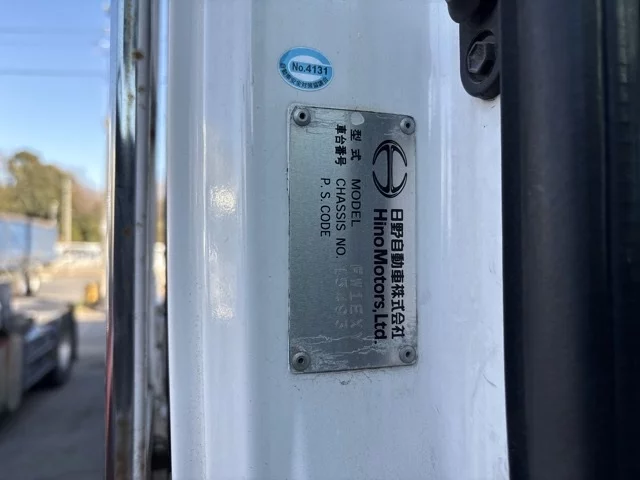 No.4131
日野自動車株式会社
HinoMotors,Ltd.
型式 MODEL FW1EX
車台番号 CHASSIS NO.
P.S.CODE